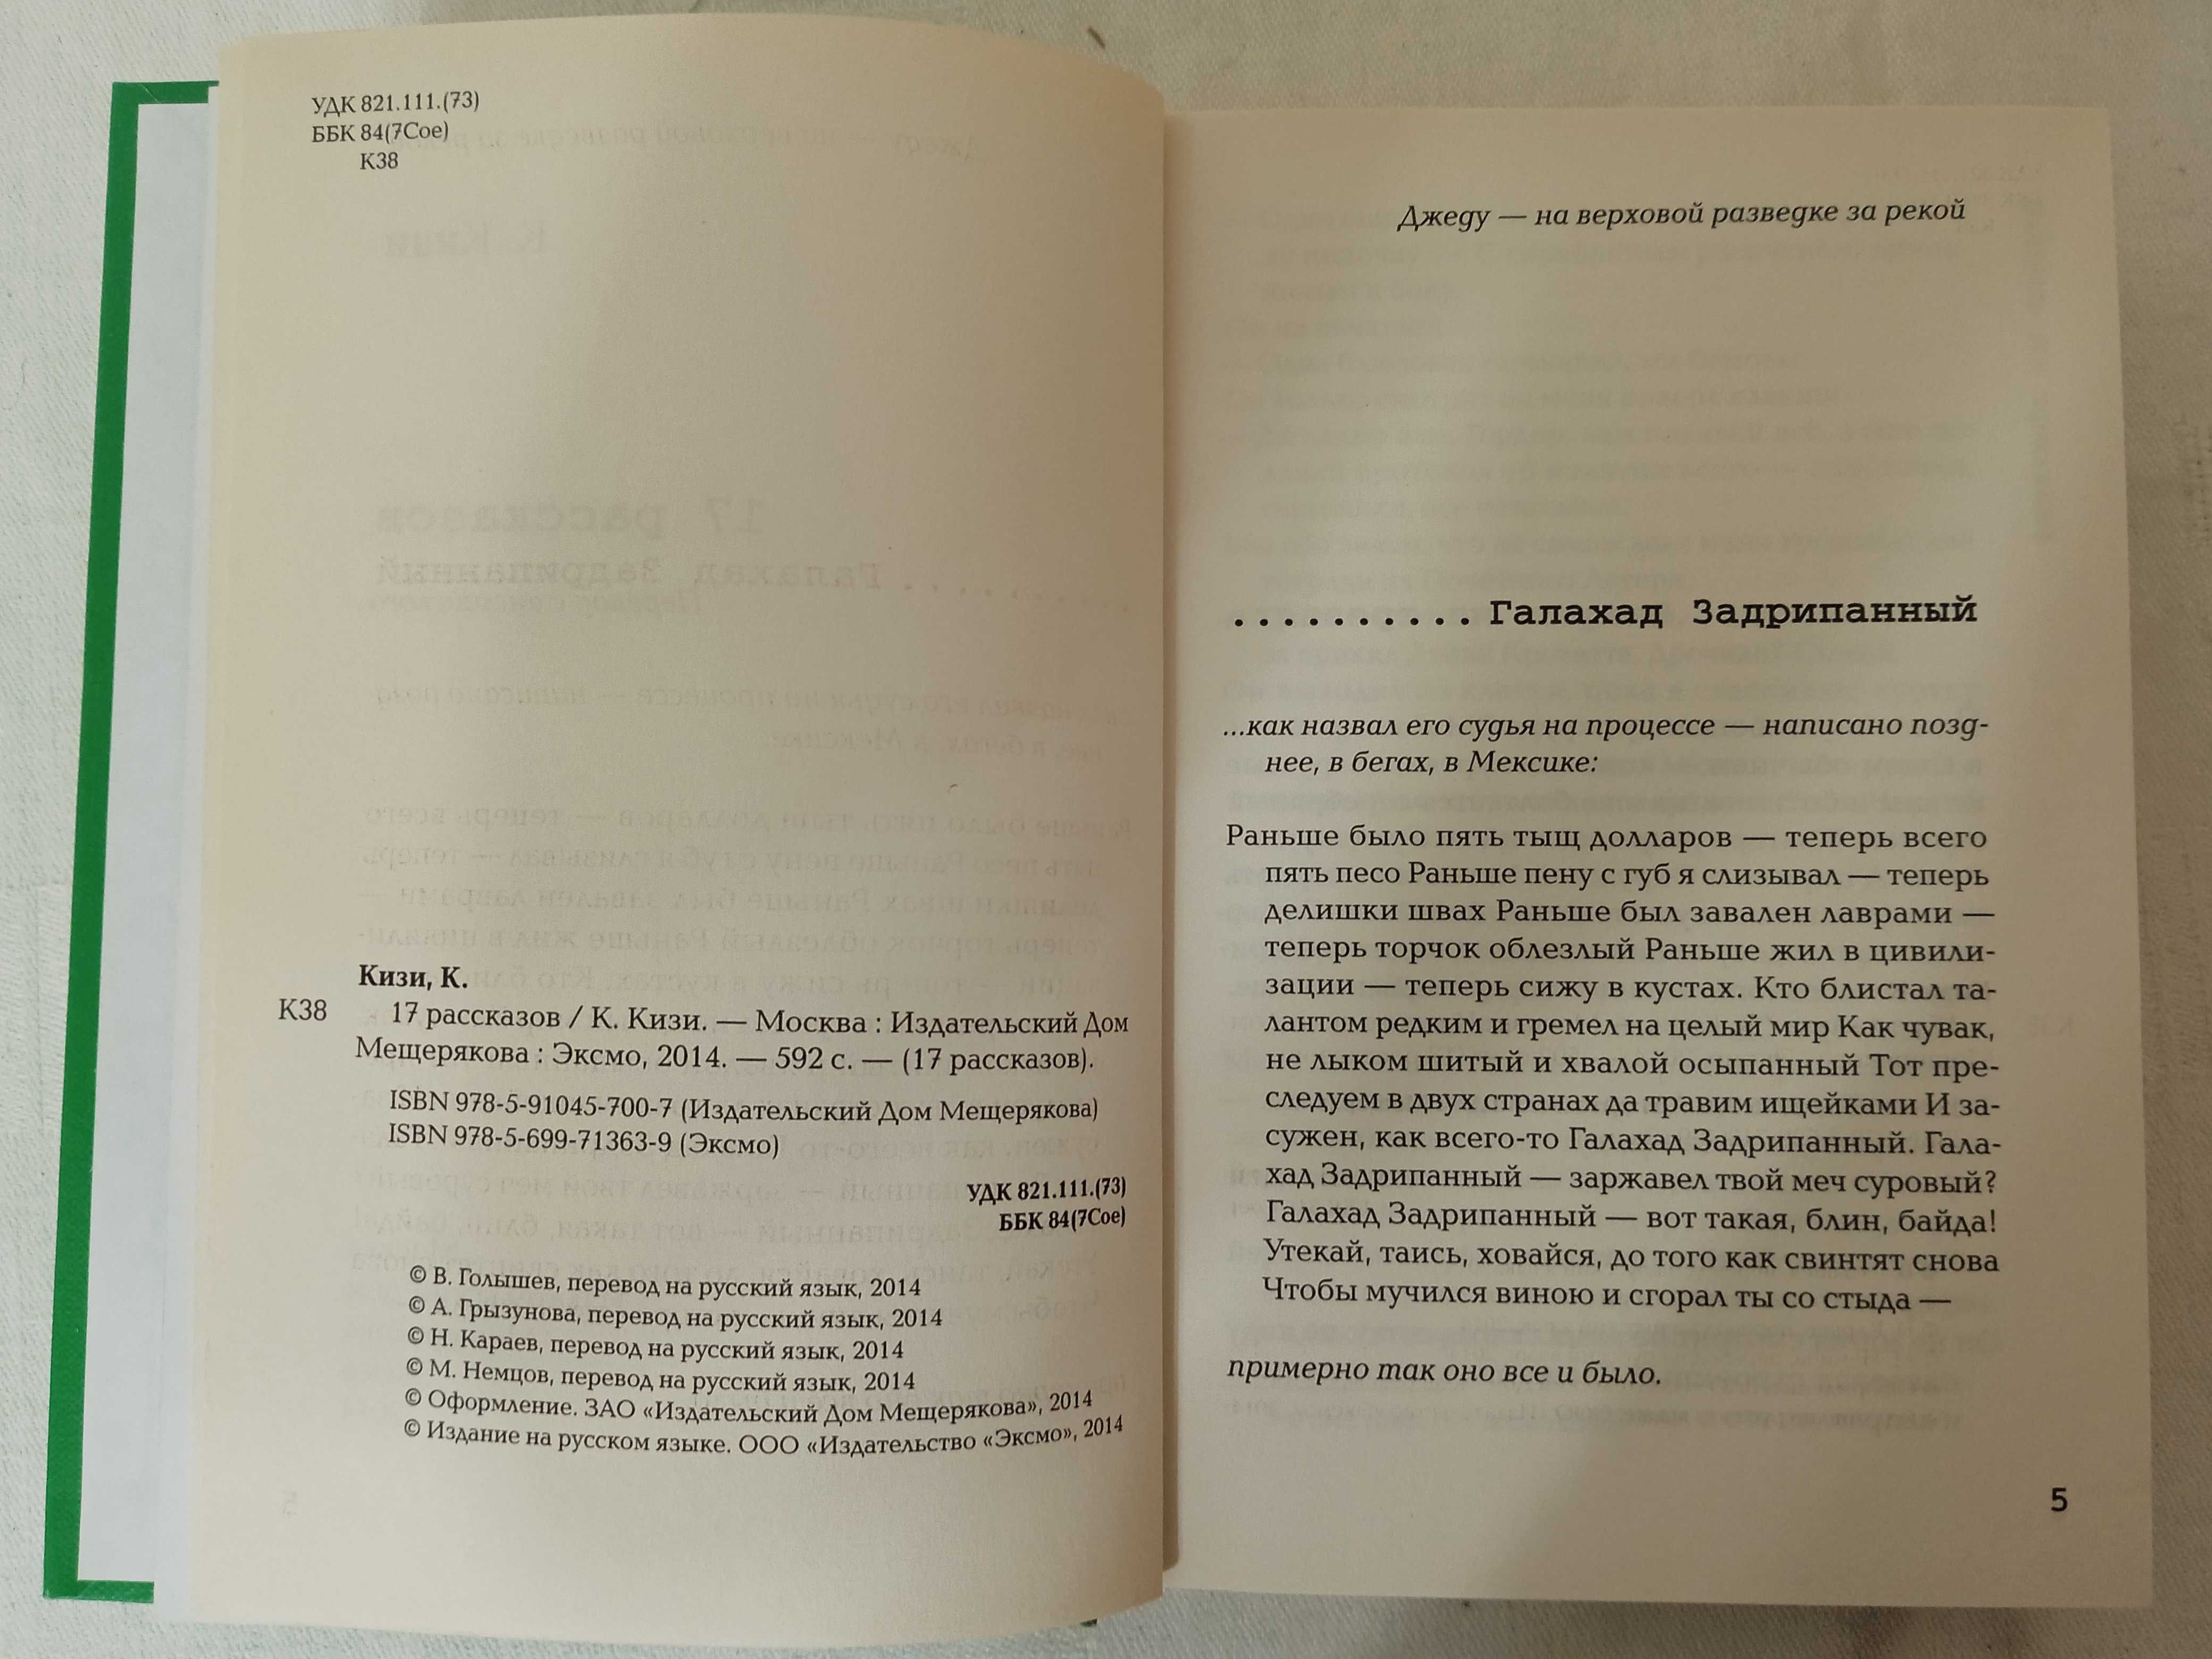 УДК 821.111.(73)
ББК 84(7Сое)
К38
Кизи, К.
К38 17 рассказов / К. Кизи. — Москва : Издательский Дом
Мещерякова : Эксмо, 2014. — 592 с. — (17 рассказов).
ISBN 978-5-91045-700-7 (Издательский Дом Мещерякова)
ISBN 978-5-699-71363-9 (Эксмо)
УДК 821.111.(73)
ББК 84(7Сое)
© В. Голышев, перевод на русский язык, 2014
© А. Грызунова, перевод на русский язык, 2014
© Н. Караев, перевод на русский язык, 2014
© М. Немцов, перевод на русский язык, 2014
© Оформление. ЗАО «Издательский Дом Мещерякова», 2014
© Издание на русском языке. ООО «Издательство «Эксмо», 2014
Джеду — на верховой разведке за рекой
.......... Галахад Задрипанный
...как назвал его судья на процессе — написано позд-
нее, в бегах, в Мексике:
Раньше было пять тыщ долларов — теперь всего
пять песо Раньше пену с губ я слизывал — теперь
делишки швах Раньше был завален лаврами —
теперь торчок облезлый Раньше жил в цивили-
зации — теперь сижу в кустах. Кто блистал та-
лантом редким и гремел на целый мир Как чувак,
не лыком шитый и хвалой осыпанный Тот пре-
следуем в двух странах да травим ищейками И за-
сужен, как всего-то Галахад Задрипанный. Гала-
хад Задрипанный — заржавел твой меч суровый?
Галахад Задрипанный — вот такая, блин, байда!
Утекай, таись, ховайся, до того как свинтят снова
Чтобы мучился виною и сгорал ты со стыда —
примерно так оно все и было.
5